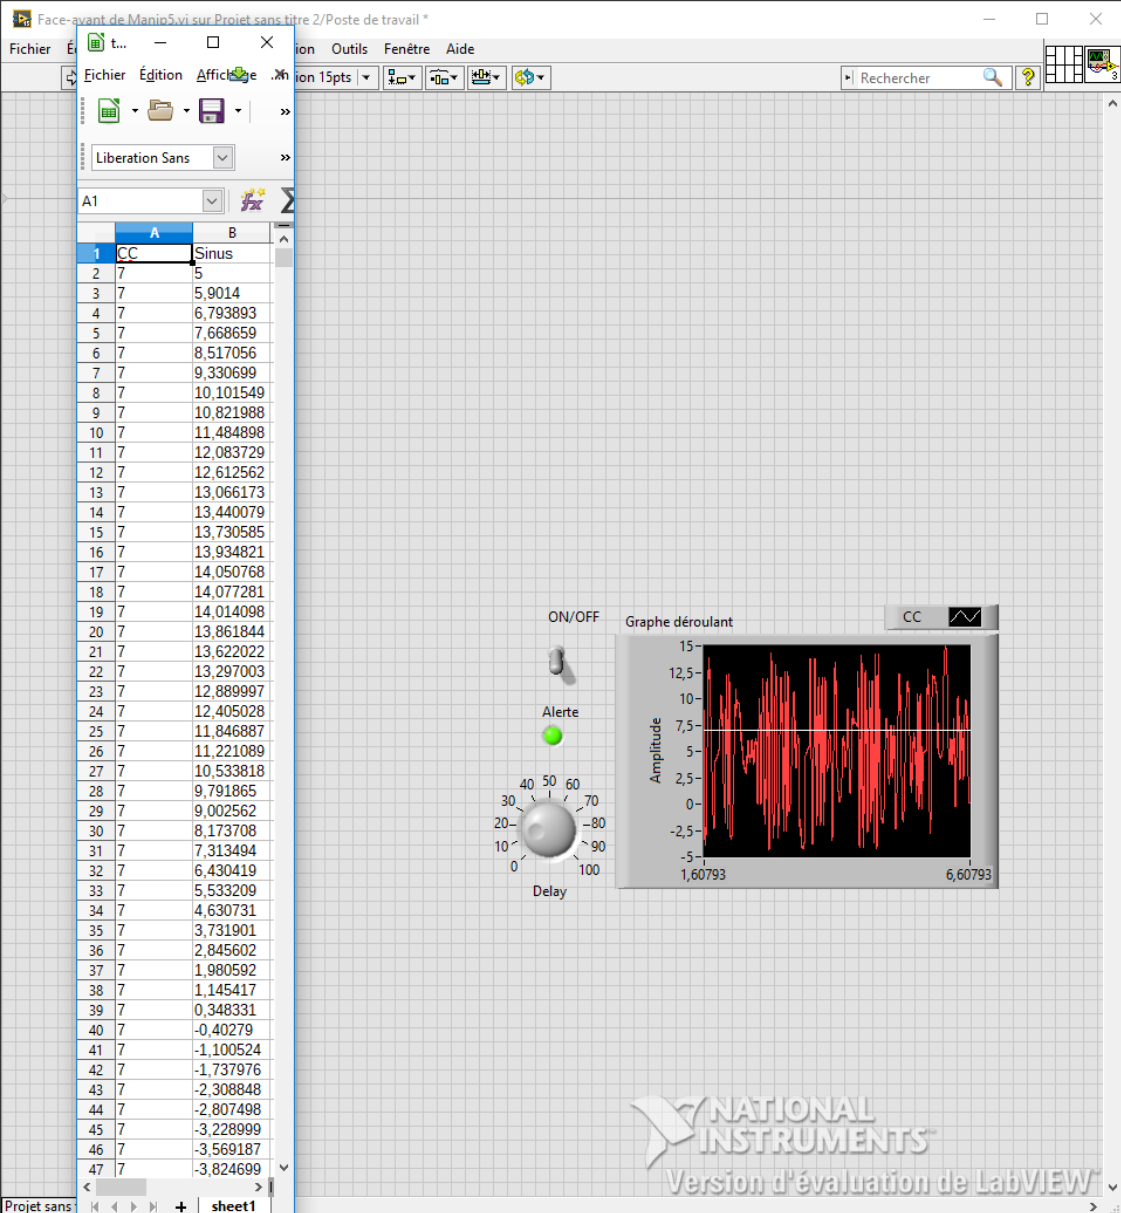 Face-avant de Manip5.vi sur Projet sans titre 2/Poste de travail *
Fichier
ion Outils Fenêtre Aide
ion 15pts
Rechercher
3
t...
Fichier Édition Affichage
Liberation Sans
A1
A B
1 CC Sinus
2 7 5
3 7 5,9014
4 7 6,793893
5 7 7,668659
6 7 8,517056
7 7 9,330699
8 7 10,101549
9 7 10,821988
10 7 11,484898
11 7 12,083729
12 7 12,612562
13 7 13,066173
14 7 13,440079
15 7 13,730585
16 7 13,934821
17 7 14,050768
18 7 14,077281
19 7 14,014098
20 7 13,861844
21 7 13,622022
22 7 13,297003
23 7 12,889997
24 7 12,405028
25 7 11,846887
26 7 11,221089
27 7 10,533818
28 7 9,791865
29 7 9,002562
30 7 8,173708
31 7 7,313494
32 7 6,430419
33 7 5,533209
34 7 4,630731
35 7 3,731901
36 7 2,845602
37 7 1,980592
38 7 1,145417
39 7 0,348331
40 7 -0,40279
41 7 -1,100524
42 7 -1,737976
43 7 -2,308848
44 7 -2,807498
45 7 -3,228999
46 7 -3,569187
47 7 -3,824699
sheet1
Projet sans
ON/OFF
Alerte
0 10 20 30 40 50 60 70 80 90 100
Delay
Graphe déroulant
CC
Amplitude
15
12,5
10
7,5
5
2,5
0
-2,5
-5
1,60793 6,60793
NATIONAL
INSTRUMENTS
Version d'évaluation de LabVIEW